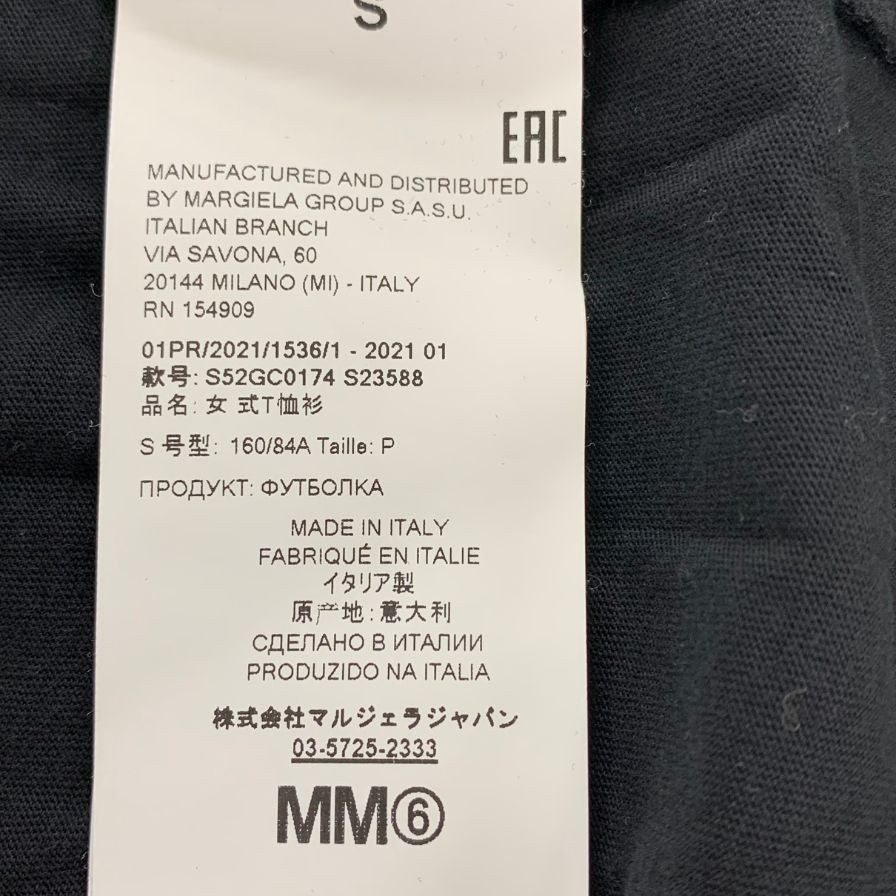 S
EAC
MANUFACTURED AND DISTRIBUTED
BY MARGIELA GROUP S.A.S.U.
ITALIAN BRANCH
VIA SAVONA, 60
20144 MILANO (MI) - ITALY
RN 154909
01PR/2021/1536/1 - 2021 01
款号: S52GC0174 S23588
品名: 女 式T恤衫
S 号型: 160/84A Taille: P
ПРОДУКТ: ФУТБОЛКА
MADE IN ITALY
FABRIQUÉ EN ITALIE
イタリア製
原产地: 意大利
СДЕЛАНО В ИТАЛИИ
PRODUZIDO NA ITALIA
株式会社マルジェラジャパン
03-5725-2333
MM⑥